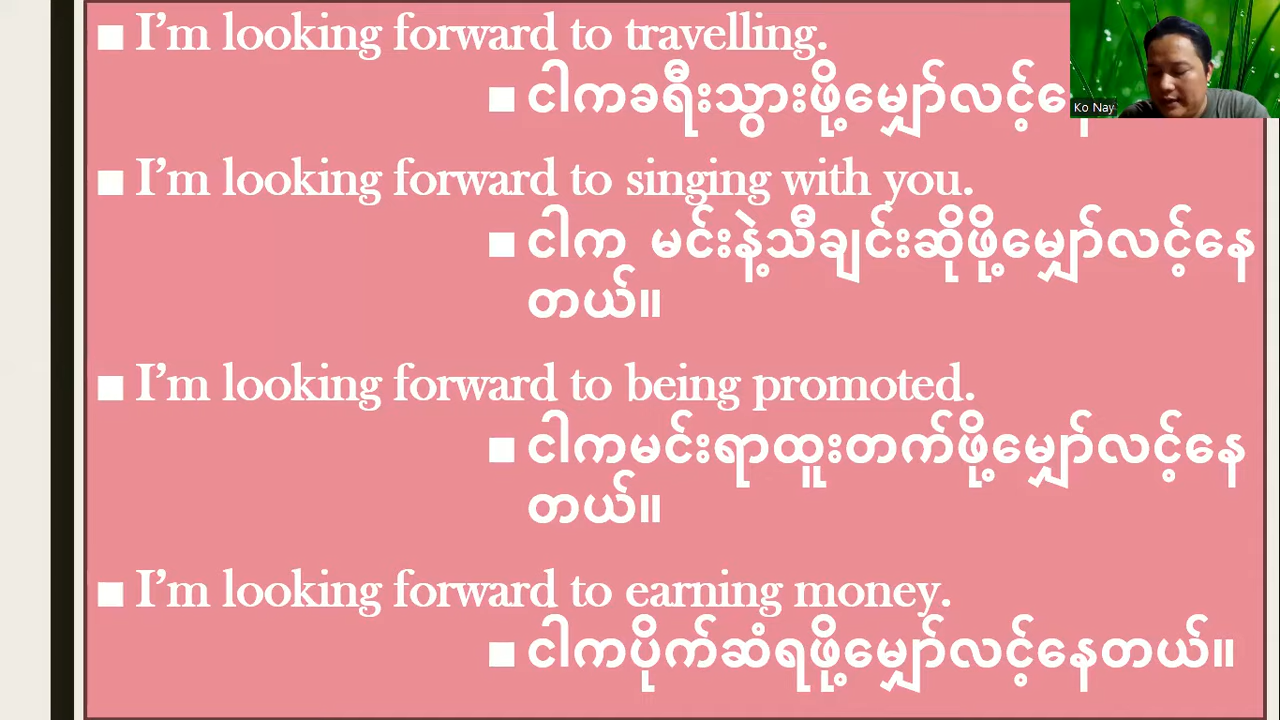 I’m looking forward to travelling.
ငါကခရီးသွားဖို့မျှော်လင့်နေ
Ko Nay
I’m looking forward to singing with you.
ငါက မင်းနဲ့သီချင်းဆိုဖို့မျှော်လင့်နေ
တယ်။
I’m looking forward to being promoted.
ငါကမင်းရာထူးတက်ဖို့မျှော်လင့်နေ
တယ်။
I’m looking forward to earning money.
ငါကပိုက်ဆံရဖို့မျှော်လင့်နေတယ်။